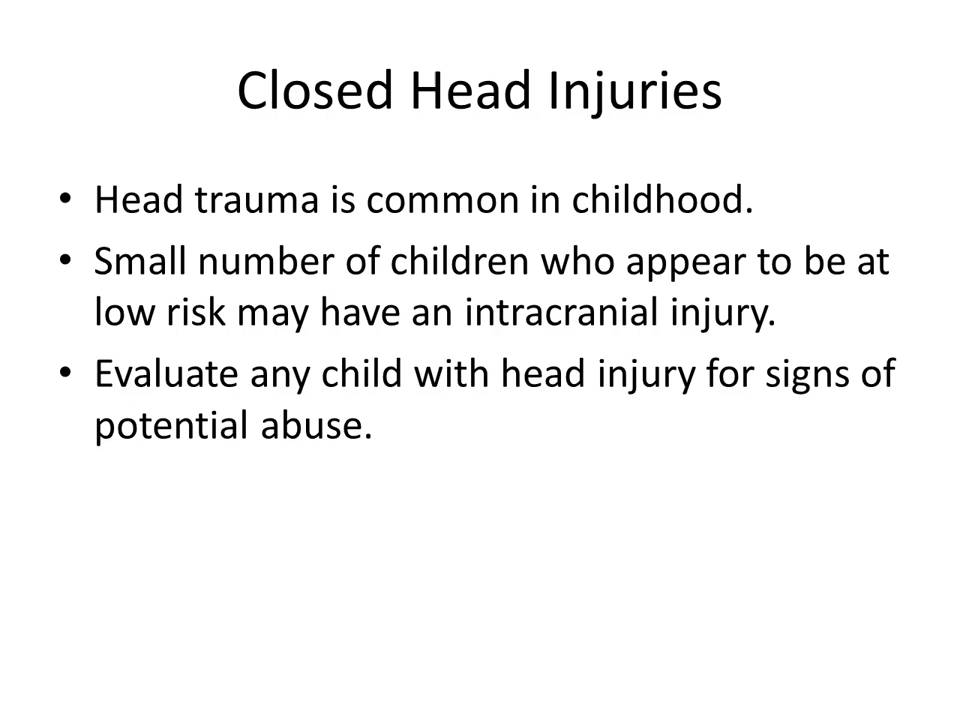 Closed Head Injuries
• Head trauma is common in childhood.
• Small number of children who appear to be at
low risk may have an intracranial injury.
• Evaluate any child with head injury for signs of
potential abuse.